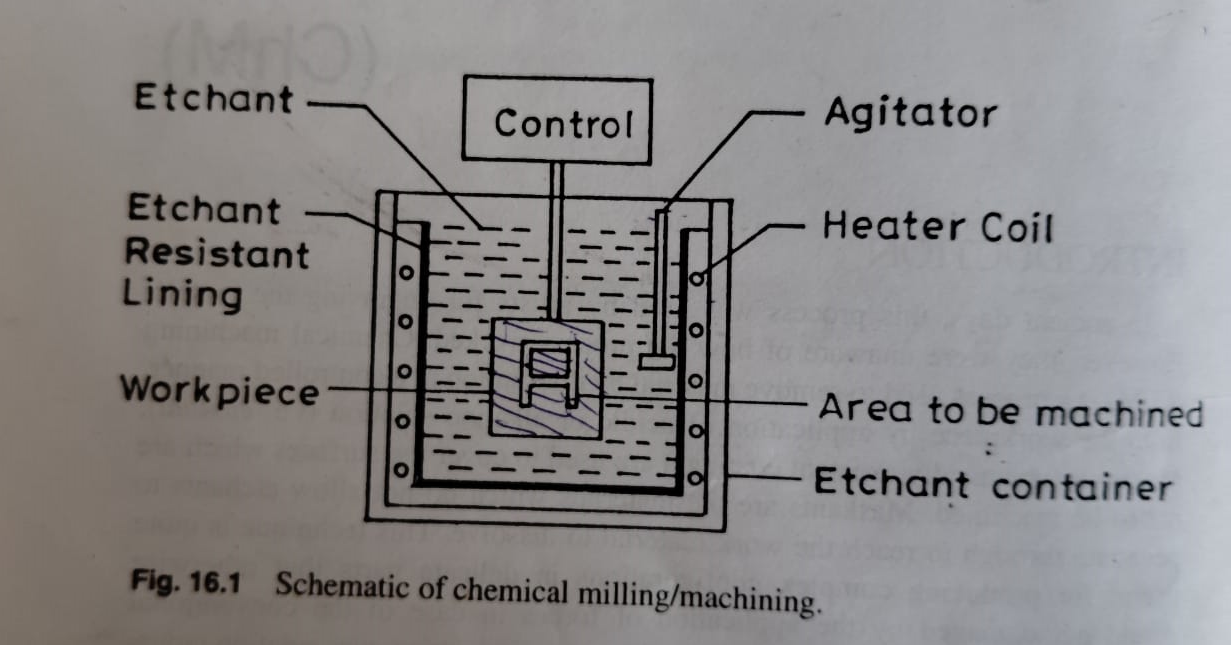 (ChM)
Etchant
Control
Agitator
Etchant
Resistant
Lining
Heater Coil
Workpiece
Area to be machined
Etchant container
Fig. 16.1 Schematic of chemical milling/machining.